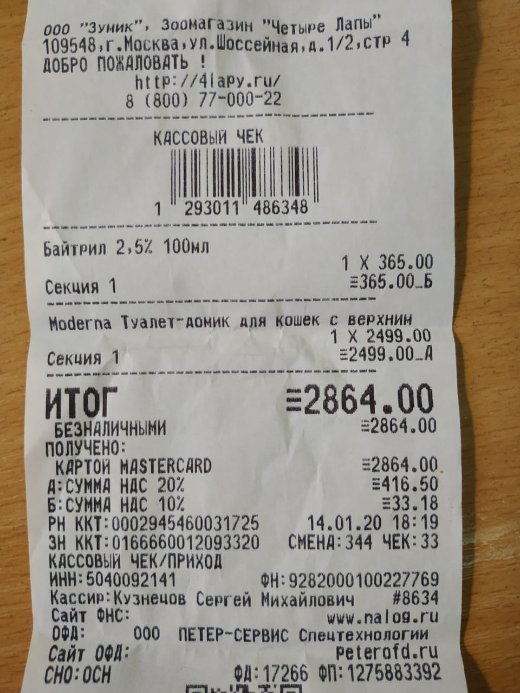 ООО "Зуник", Зоомагазин "Четыре Лапы"
109548,г.Москва,ул.Шоссейная,д.1/2,стр 4
ДОБРО ПОЖАЛОВАТЬ !
http://4lapy.ru/
8 (800) 77-000-22
КАССОВЫЙ ЧЕК
1 293011 486348
Байтрил 2,5% 100мл
1 X 365.00
Секция 1 ≡365.00_Б
Moderna Туалет-домик для кошек с верхним
1 X 2499.00
Секция 1 ≡2499.00_А
ИТОГ ≡2864.00
БЕЗНАЛИЧНЫМИ ≡2864.00
ПОЛУЧЕНО:
КАРТОЙ MASTERCARD ≡2864.00
А:СУММА НДС 20% ≡416.50
Б:СУММА НДС 10% ≡33.18
РН ККТ:0002945460031725 14.01.20 18:19
ЗН ККТ:0166660012093320 СМЕНА:344 ЧЕК:33
КАССОВЫЙ ЧЕК/ПРИХОД
ИНН:5040092141 ФН:9282000100227769
Кассир:Кузнецов Сергей Михайлович #8634
Сайт ФНС: www.nalog.ru
ОФД: ООО ПЕТЕР-СЕРВИС Спецтехнологии
Сайт ОФД: Peterofd.ru
СНО:ОСН ФД:17266 ФП:1275883392